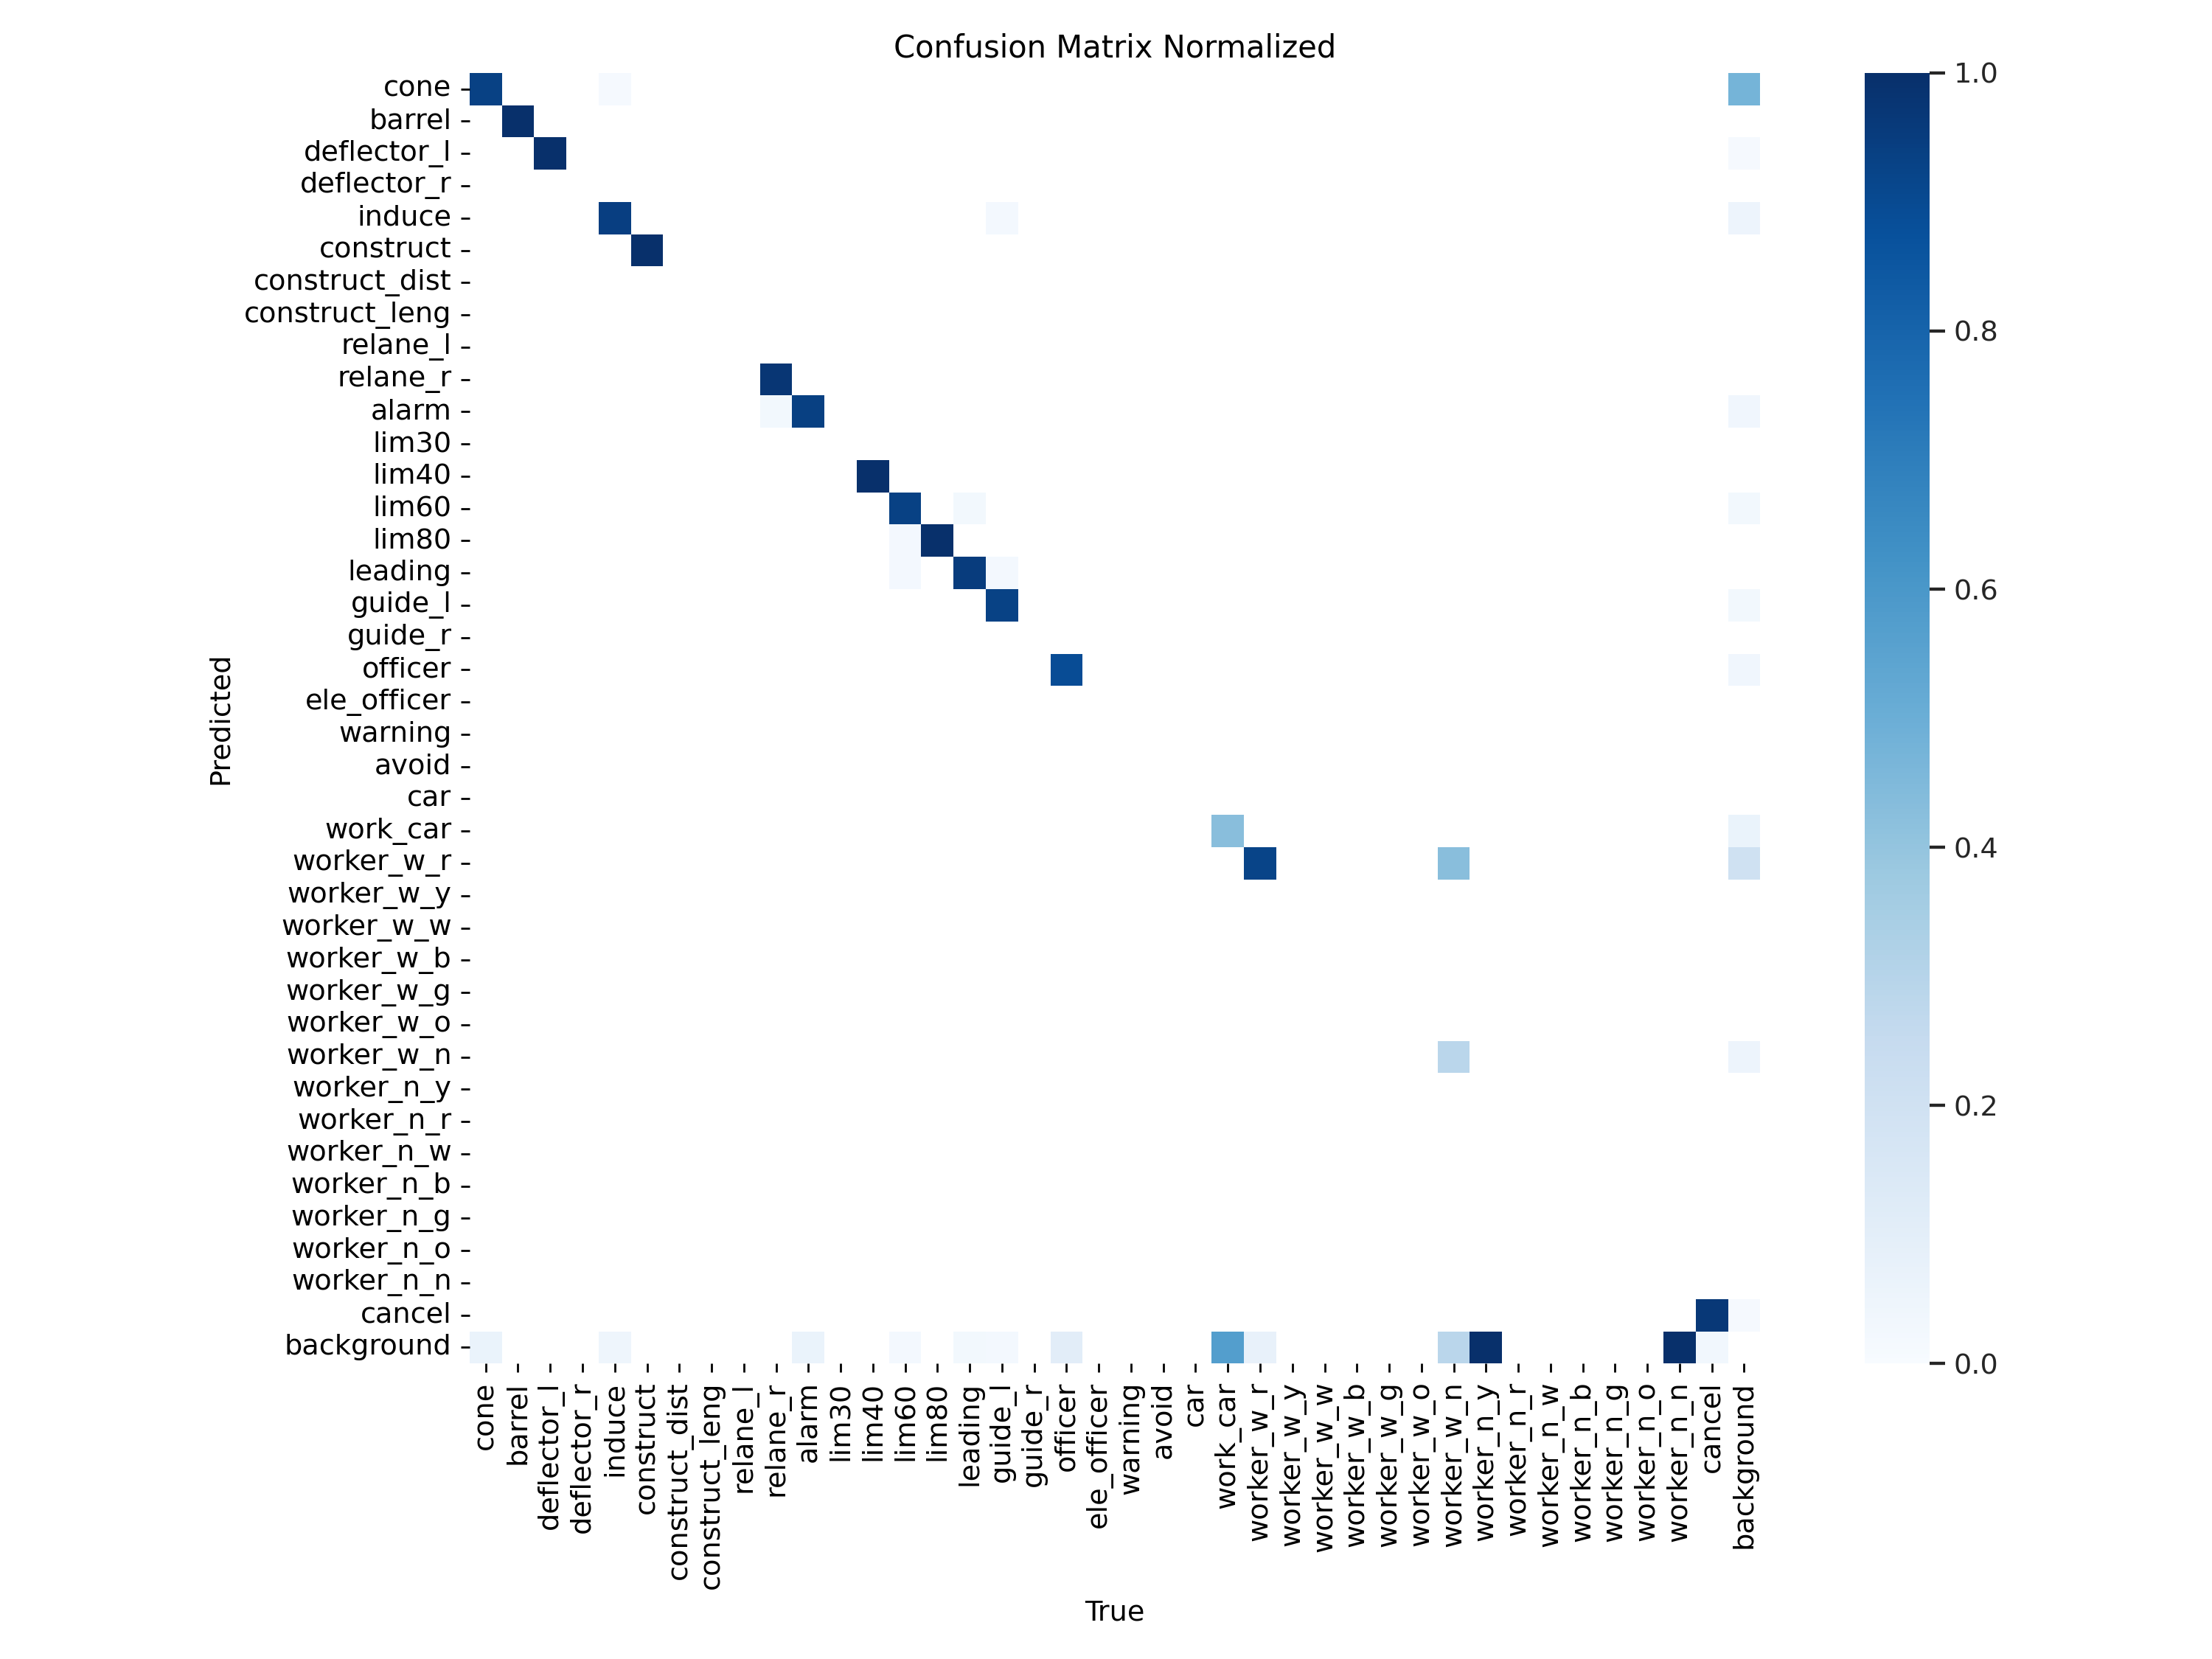 Confusion Matrix Normalized
cone
barrel
deflector_l
deflector_r
induce
construct
construct_dist
construct_leng
relane_l
relane_r
alarm
lim30
lim40
lim60
lim80
leading
guide_l
guide_r
officer
ele_officer
warning
avoid
car
work_car
worker_w_r
worker_w_y
worker_w_w
worker_w_b
worker_w_g
worker_w_o
worker_w_n
worker_n_y
worker_n_r
worker_n_w
worker_n_b
worker_n_g
worker_n_o
worker_n_n
cancel
background
Predicted
cone
barrel
deflector_l
deflector_r
induce
construct
construct_dist
construct_leng
relane_l
relane_r
alarm
lim30
lim40
lim60
lim80
leading
guide_l
guide_r
officer
ele_officer
warning
avoid
car
work_car
worker_w_r
worker_w_y
worker_w_w
worker_w_b
worker_w_g
worker_w_o
worker_w_n
worker_n_y
worker_n_r
worker_n_w
worker_n_b
worker_n_g
worker_n_o
worker_n_n
cancel
background
True
1.0
0.8
0.6
0.4
0.2
0.0